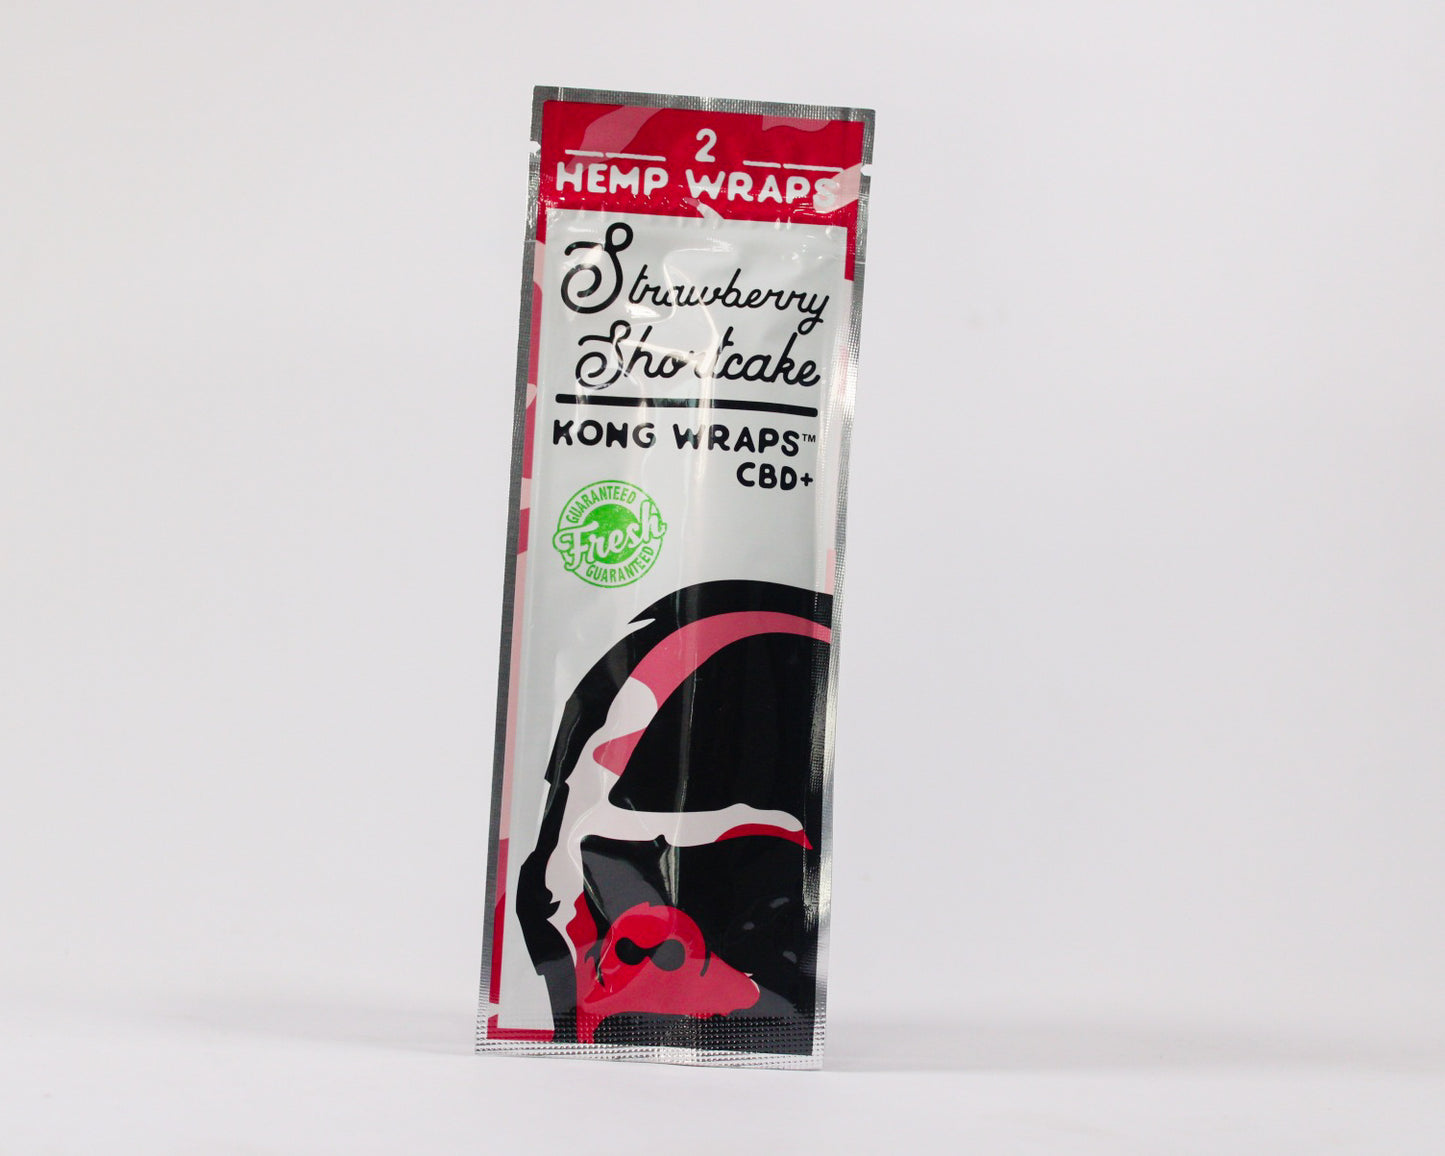 2
HEMP WRAPS
Strawberry
Shortcake
KONG WRAPS™
CBD+
GUARANTEED
Fresh
GUARANTEED